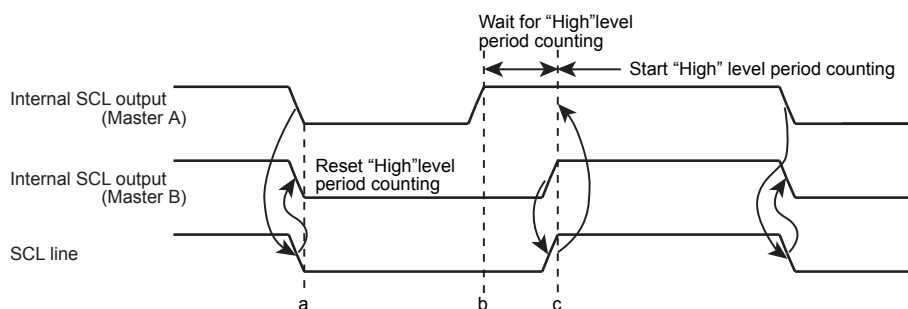 Wait for “High”level
period counting
Start “High” level period counting
Internal SCL output
(Master A)
Reset “High”level
period counting
Internal SCL output
(Master B)
SCL line
a
b
c